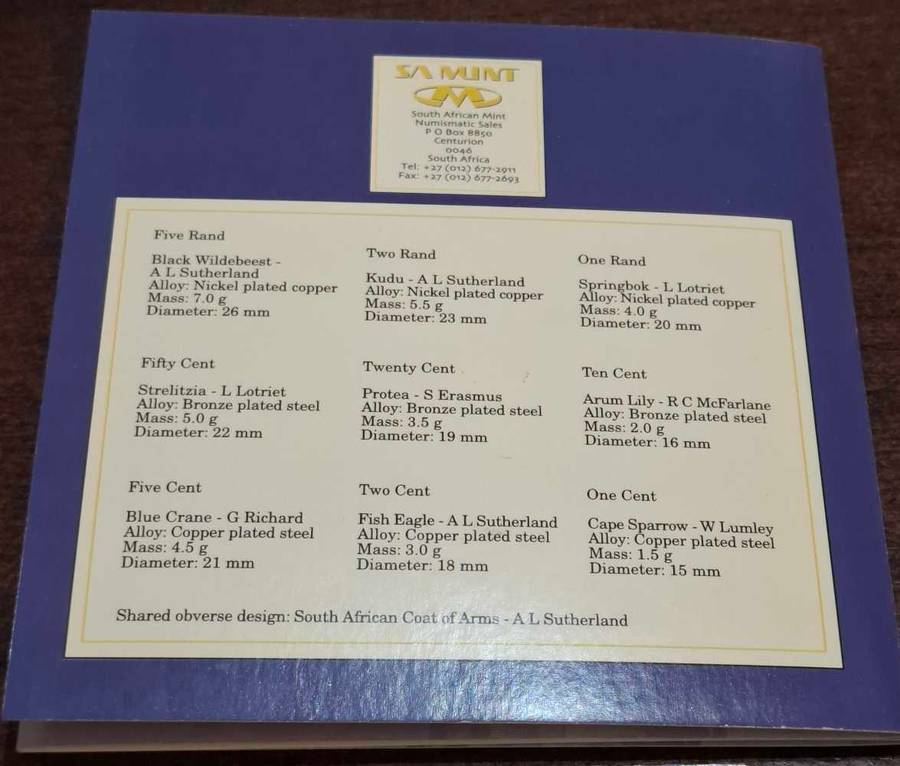 SA MINT
South African Mint
Numismatic Sales
P O Box 8850
Centurion
0046
South Africa
Tel: +27 (012) 677-2911
Fax: +27 (012) 677-2693
Five Rand
Black Wildebeest -
A L Sutherland
Alloy: Nickel plated copper
Mass: 7.0 g
Diameter: 26 mm
Two Rand
Kudu - A L Sutherland
Alloy: Nickel plated copper
Mass: 5.5 g
Diameter: 23 mm
One Rand
Springbok - L Lotriet
Alloy: Nickel plated copper
Mass: 4.0 g
Diameter: 20 mm
Fifty Cent
Strelitzia - L Lotriet
Alloy: Bronze plated steel
Mass: 5.0 g
Diameter: 22 mm
Twenty Cent
Protea - S Erasmus
Alloy: Bronze plated steel
Mass: 3.5 g
Diameter: 19 mm
Ten Cent
Arum Lily - R C McFarlane
Alloy: Bronze plated steel
Mass: 2.0 g
Diameter: 16 mm
Five Cent
Blue Crane - G Richard
Alloy: Copper plated steel
Mass: 4.5 g
Diameter: 21 mm
Two Cent
Fish Eagle - A L Sutherland
Alloy: Copper plated steel
Mass: 3.0 g
Diameter: 18 mm
One Cent
Cape Sparrow - W Lumley
Alloy: Copper plated steel
Mass: 1.5 g
Diameter: 15 mm
Shared obverse design: South African Coat of Arms - A L Sutherland